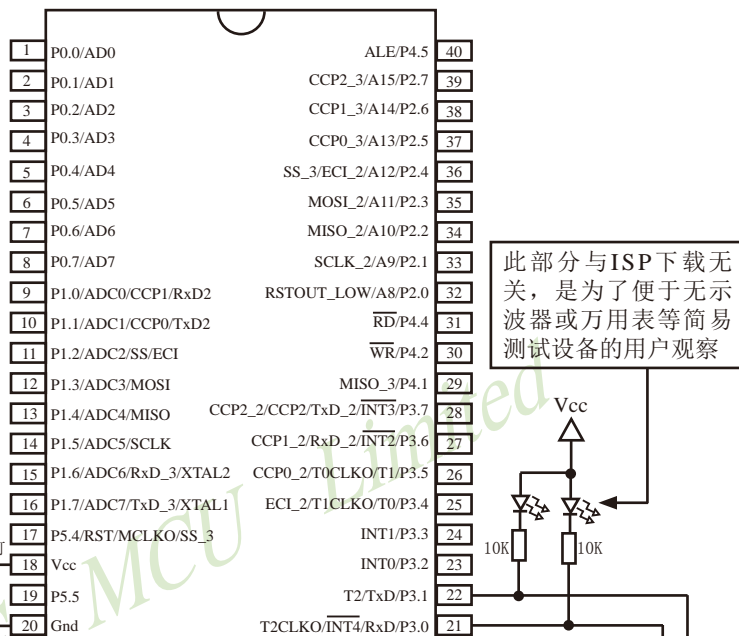 1 P0.0/AD0 ALE/P4.5 40
2 P0.1/AD1 CCP2_3/A15/P2.7 39
3 P0.2/AD2 CCP1_3/A14/P2.6 38
4 P0.3/AD3 CCP0_3/A13/P2.5 37
5 P0.4/AD4 SS_3/ECI_2/A12/P2.4 36
6 P0.5/AD5 MOSI_2/A11/P2.3 35
7 P0.6/AD6 MISO_2/A10/P2.2 34
8 P0.7/AD7 SCLK_2/A9/P2.1 33
9 P1.0/ADC0/CCP1/RxD2 RSTOUT_LOW/A8/P2.0 32
10 P1.1/ADC1/CCP0/TxD2 RD/P4.4 31
11 P1.2/ADC2/SS/ECI WR/P4.2 30
12 P1.3/ADC3/MOSI MISO_3/P4.1 29
13 P1.4/ADC4/MISO CCP2_2/CCP2/TxD_2/INT3/P3.7 28
14 P1.5/ADC5/SCLK CCP1_2/RxD_2/INT2/P3.6 27
15 P1.6/ADC6/RxD_3/XTAL2 CCP0_2/T0CLKO/T1/P3.5 26
16 P1.7/ADC7/TxD_3/XTAL1 ECI_2/T1CLKO/T0/P3.4 25
17 P5.4/RST/MCLKO/SS_3 INT1/P3.3 24
18 Vcc INT0/P3.2 23
19 P5.5 T2/TxD/P3.1 22
20 Gnd T2CLKO/INT4/RxD/P3.0 21
此部分与ISP下载无
关，是为了便于无示
波器或万用表等简易
测试设备的用户观察
Vcc
10K 10K
MCU Limited